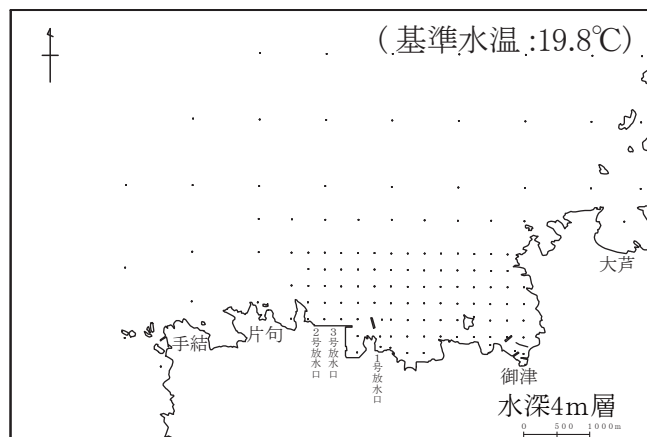 (基準水温:19.8℃)
大芦
手結
片句
2号放水口
3号放水口
1号放水口
御津
水深4m層
0 500 1000m